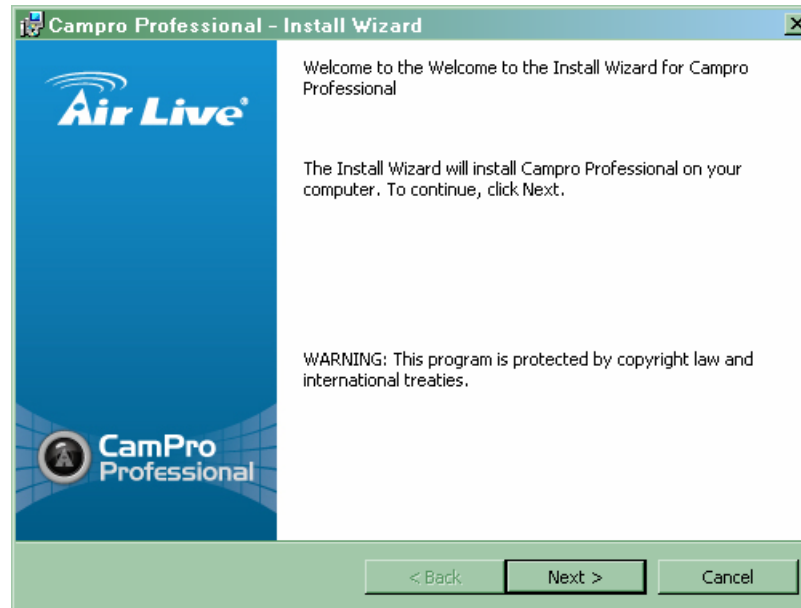 Campro Professional - Install Wizard
Air Live®
Welcome to the Welcome to the Install Wizard for Campro
Professional
The Install Wizard will install Campro Professional on your
computer. To continue, click Next.
WARNING: This program is protected by copyright law and
international treaties.
CamPro
Professional
< Back
Next >
Cancel